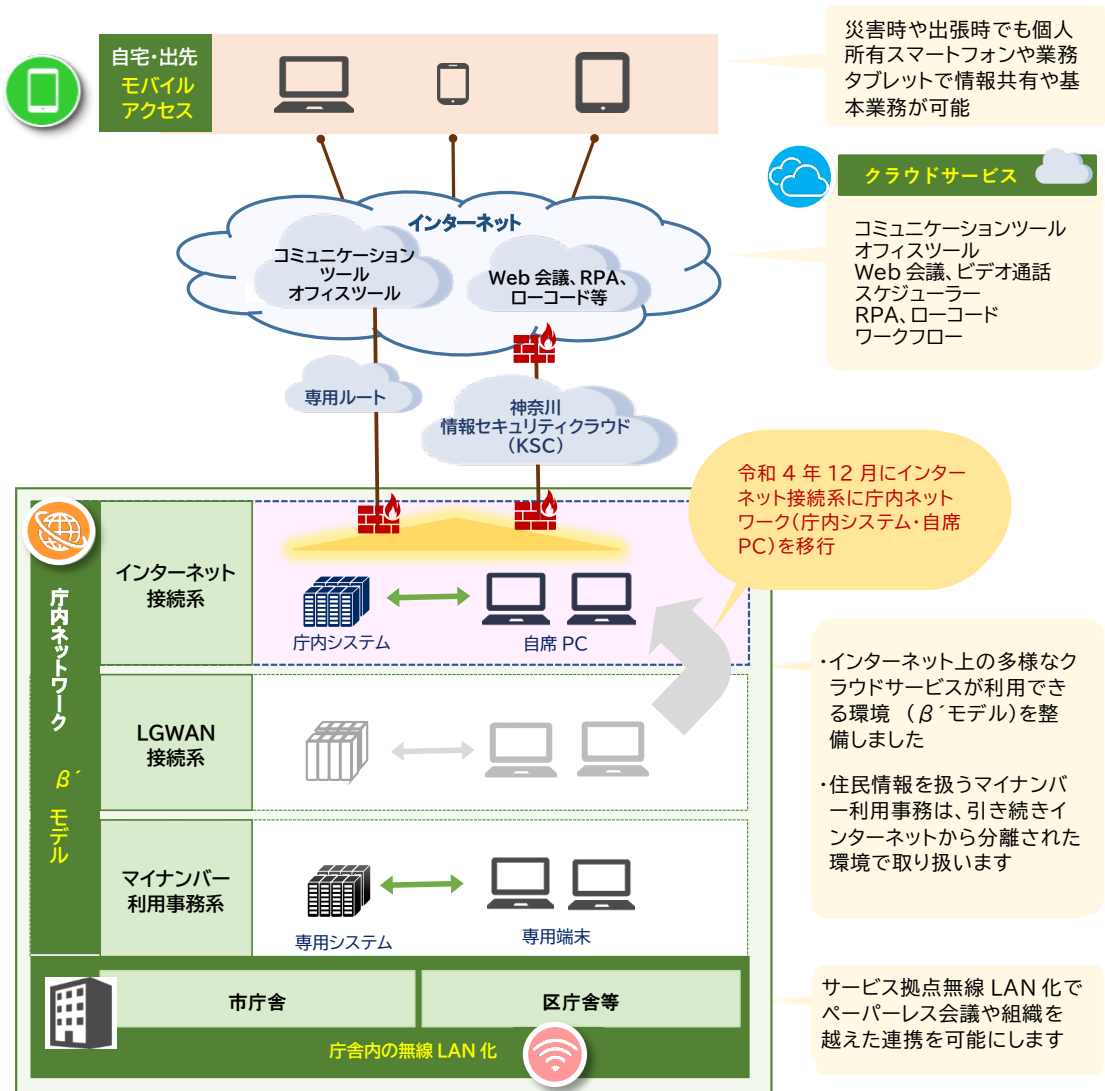 自宅・出先
モバイル
アクセス
災害時や出張時でも個人
所有スマートフォンや業務
タブレットで情報共有や基
本業務が可能
クラウドサービス
コミュニケーションツール
オフィスツール
Web 会議、ビデオ通話
スケジューラー
RPA、ローコード
ワークフロー
インターネット
コミュニケーション
ツール
オフィスツール
Web 会議、RPA、
ローコード等
専用ルート
神奈川
情報セキュリティクラウド
(KSC)
令和 4 年 12 月にインター
ネット接続系に庁内ネット
ワーク(庁内システム・自席
PC)を移行
庁内ネットワーク
β´
モデル
インターネット
接続系
庁内システム
自席 PC
LGWAN
接続系
マイナンバー
利用事務系
専用システム
専用端末
・インターネット上の多様なク
ラウドサービスが利用でき
る環境 (β´モデル)を整
備しました
・住民情報を扱うマイナンバ
ー利用事務は、引き続きイ
ンターネットから分離された
環境で取り扱います
市庁舎
区庁舎等
庁舎内の無線 LAN 化
サービス拠点無線 LAN 化で
ペーパーレス会議や組織を
越えた連携を可能にします